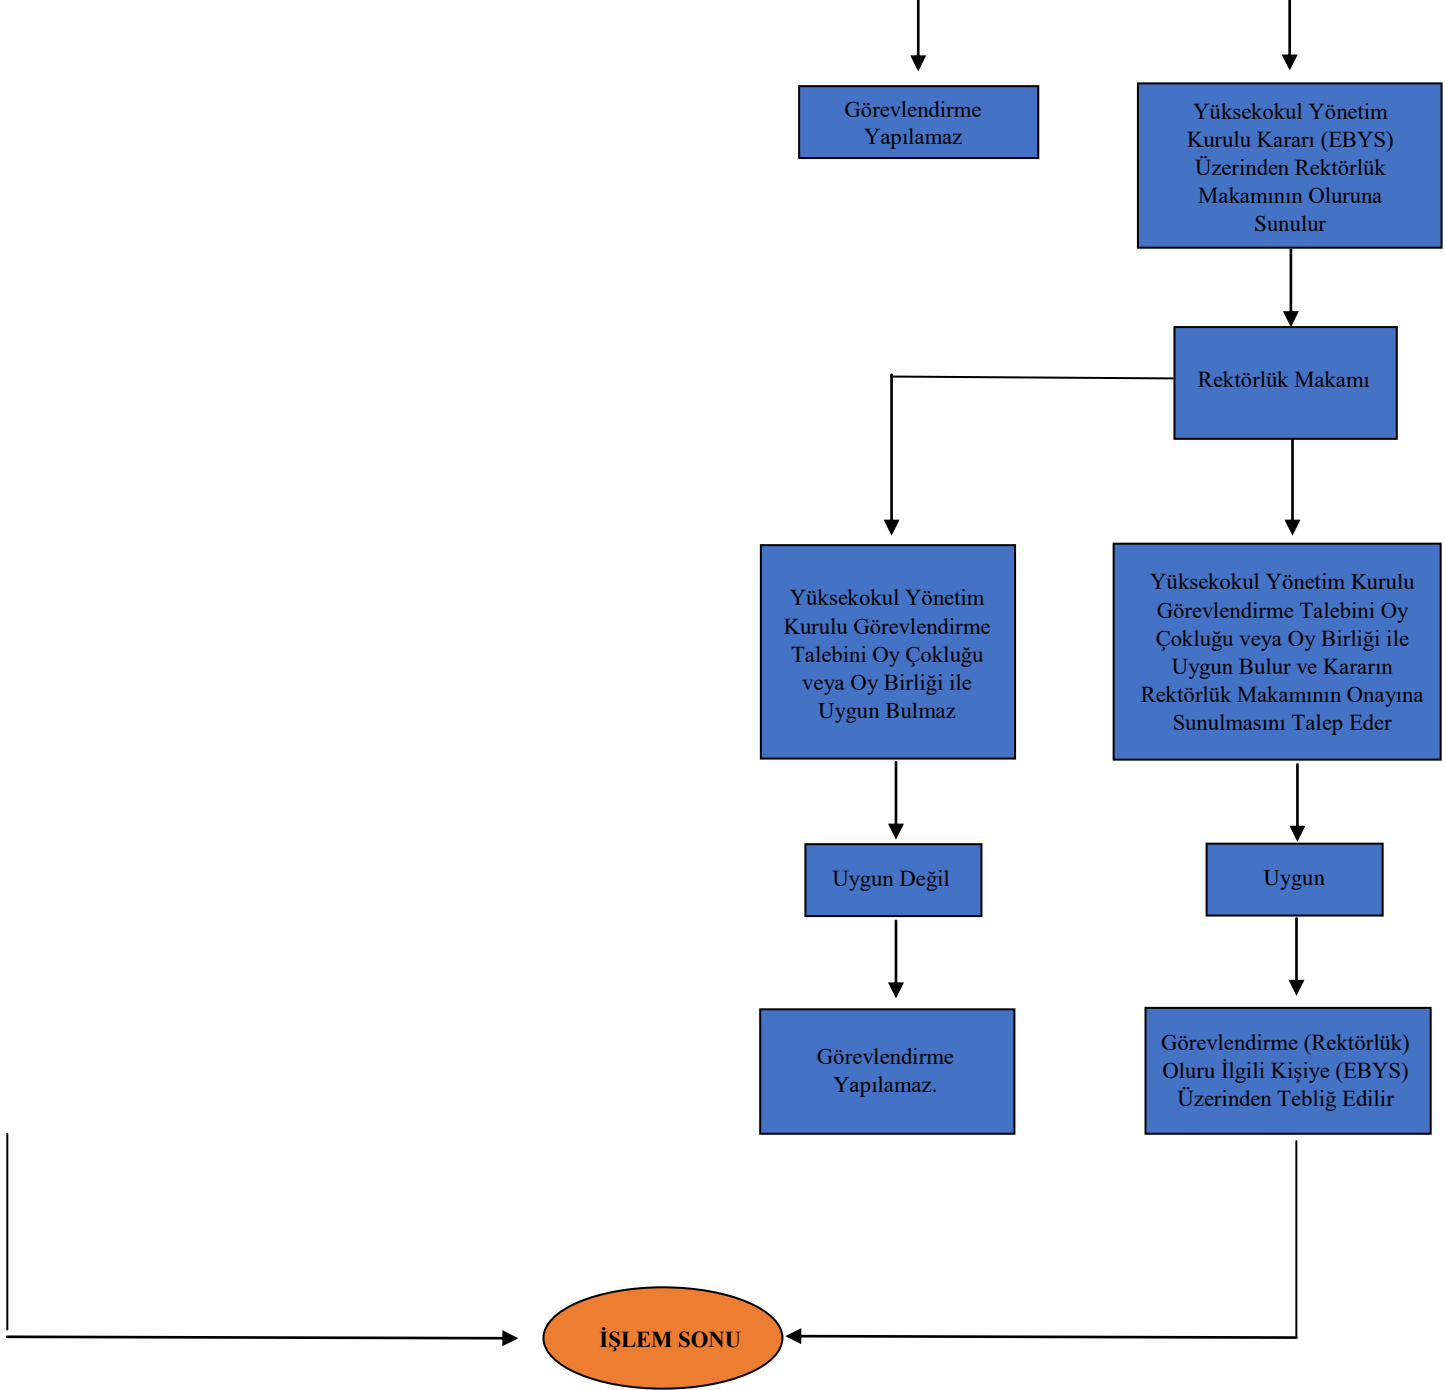 Görevlendirme
Yapılamaz
Yüksekokul Yönetim
Kurulu Kararı (EBYS)
Üzerinden Rektörlük
Makamının Oluruna
Sunulur
Rektörlük Makamı
Yüksekokul Yönetim
Kurulu Görevlendirme
Talebini Oy Çokluğu
veya Oy Birliği ile
Uygun Bulmaz
Yüksekokul Yönetim Kurulu
Görevlendirme Talebini Oy
Çokluğu veya Oy Birliği ile
Uygun Bulur ve Kararın
Rektörlük Makamının Onayına
Sunulmasını Talep Eder
Uygun Değil
Uygun
Görevlendirme
Yapılamaz.
Görevlendirme (Rektörlük)
Oluru İlgili Kişiye (EBYS)
Üzerinden Tebliğ Edilir
İŞLEM SONU